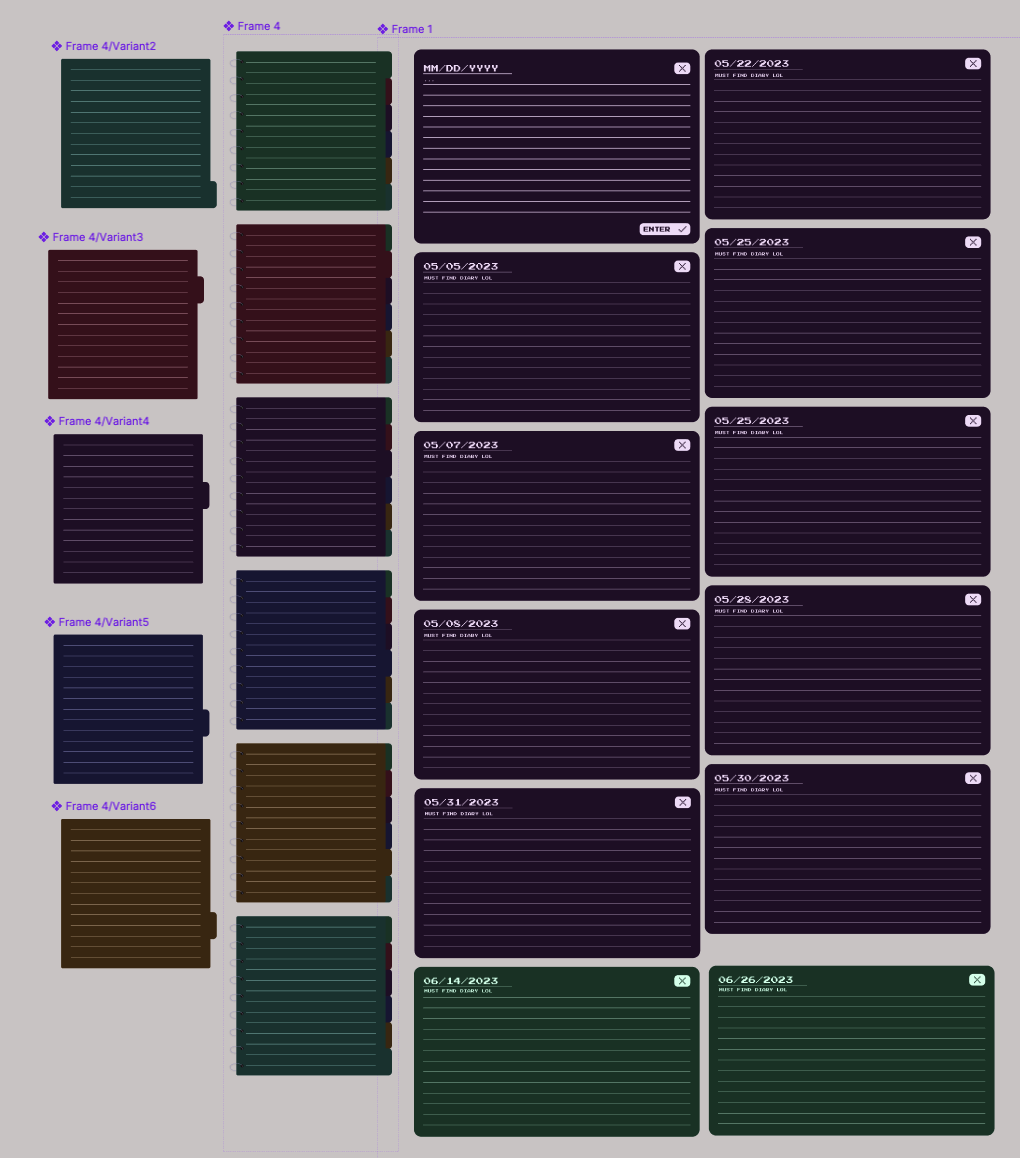 Frame 4/Variant2
Frame 4/Variant3
Frame 4/Variant4
Frame 4/Variant5
Frame 4/Variant6
Frame 4
Frame 1
MM/DD/YYYY
...
ENTER
05/05/2023
MUST FIND DIARY LOL
05/07/2023
MUST FIND DIARY LOL
05/08/2023
MUST FIND DIARY LOL
05/31/2023
MUST FIND DIARY LOL
06/14/2023
MUST FIND DIARY LOL
05/22/2023
MUST FIND DIARY LOL
05/25/2023
MUST FIND DIARY LOL
05/25/2023
MUST FIND DIARY LOL
05/28/2023
MUST FIND DIARY LOL
05/30/2023
MUST FIND DIARY LOL
06/26/2023
MUST FIND DIARY LOL